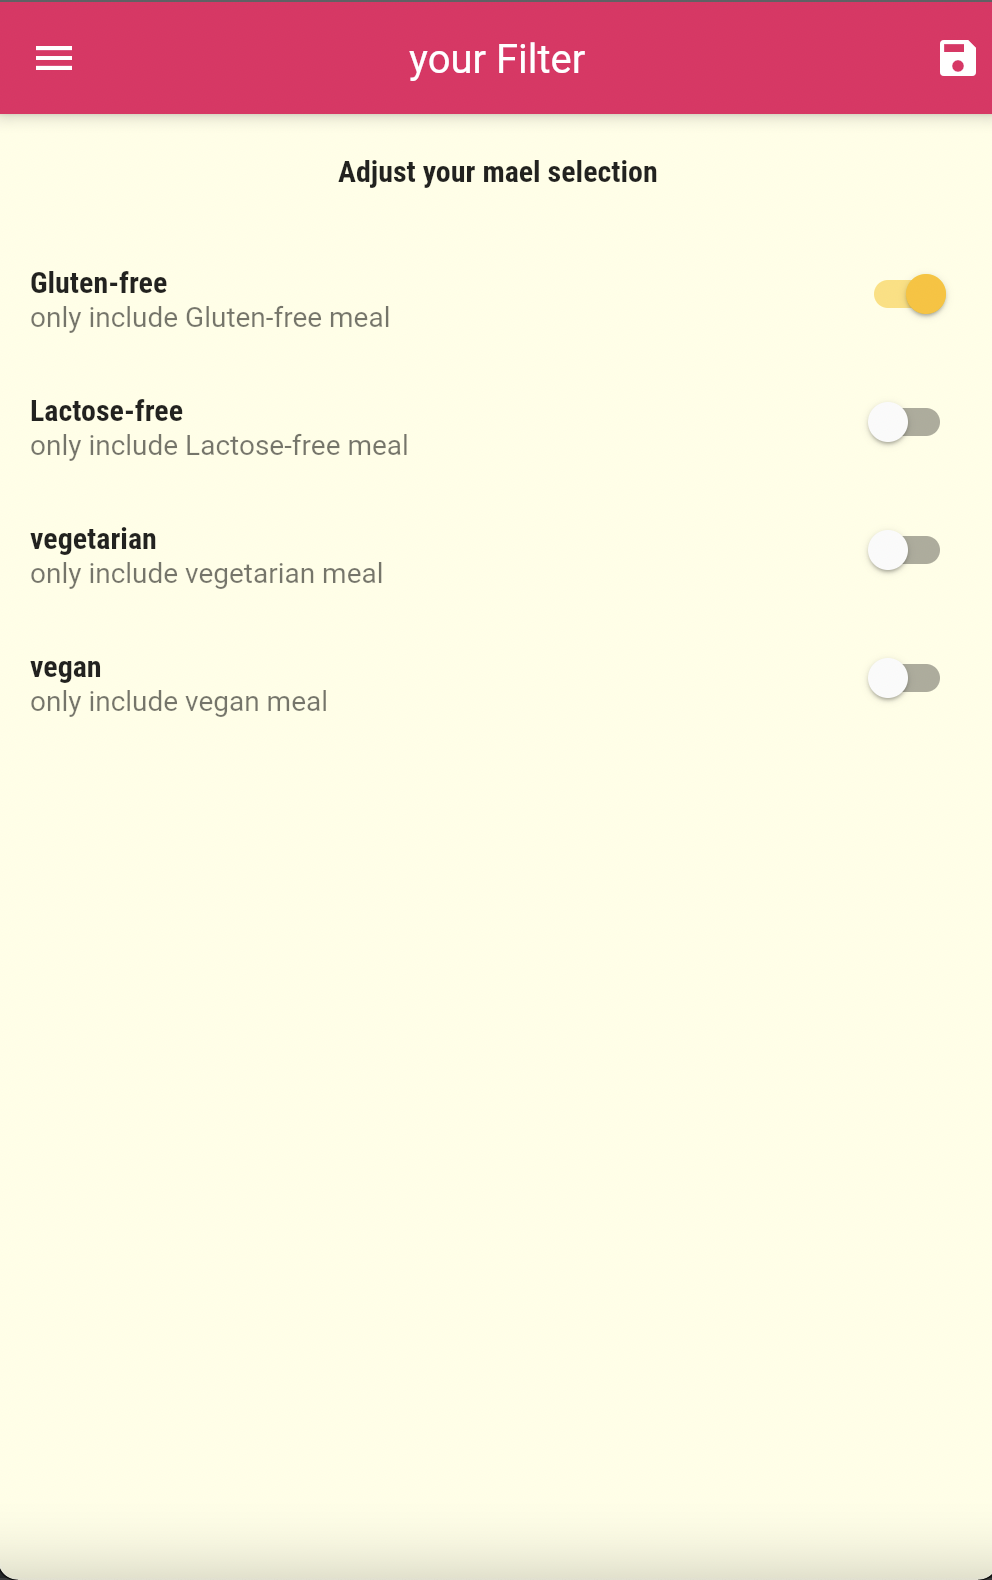 your Filter
Adjust your mael selection
Gluten-free
only include Gluten-free meal
Lactose-free
only include Lactose-free meal
vegetarian
only include vegetarian meal
vegan
only include vegan meal